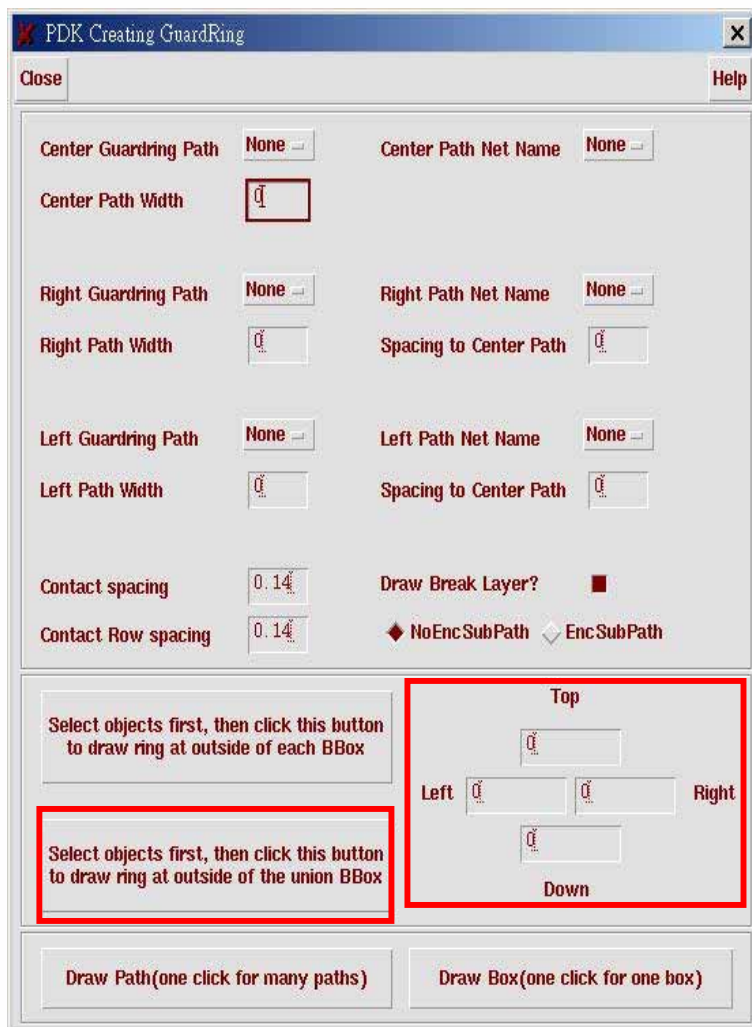 PDK Creating GuardRing
Close Help
Center Guardring Path None Center Path Net Name None
Center Path Width 0
Right Guardring Path None Right Path Net Name None
Right Path Width 0 Spacing to Center Path 0
Left Guardring Path None Left Path Net Name None
Left Path Width 0 Spacing to Center Path 0
Contact spacing 0.14 Draw Break Layer?
Contact Row spacing 0.14 NoEncSubPath EncSubPath
Select objects first, then click this button
to draw ring at outside of each BBox
Top
0
Left 0 0 Right
0
Down
Select objects first, then click this button
to draw ring at outside of the union BBox
Draw Path(one click for many paths) Draw Box(one click for one box)